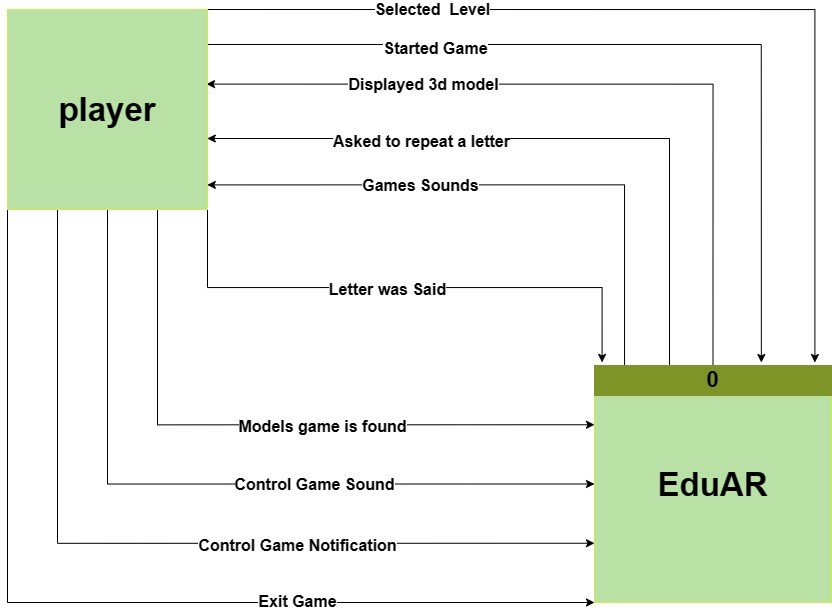 Selected Level
Started Game
Displayed 3d model
player
Asked to repeat a letter
Games Sounds
Letter was Said
0
Models game is found
Control Game Sound
EduAR
Control Game Notification
Exit Game